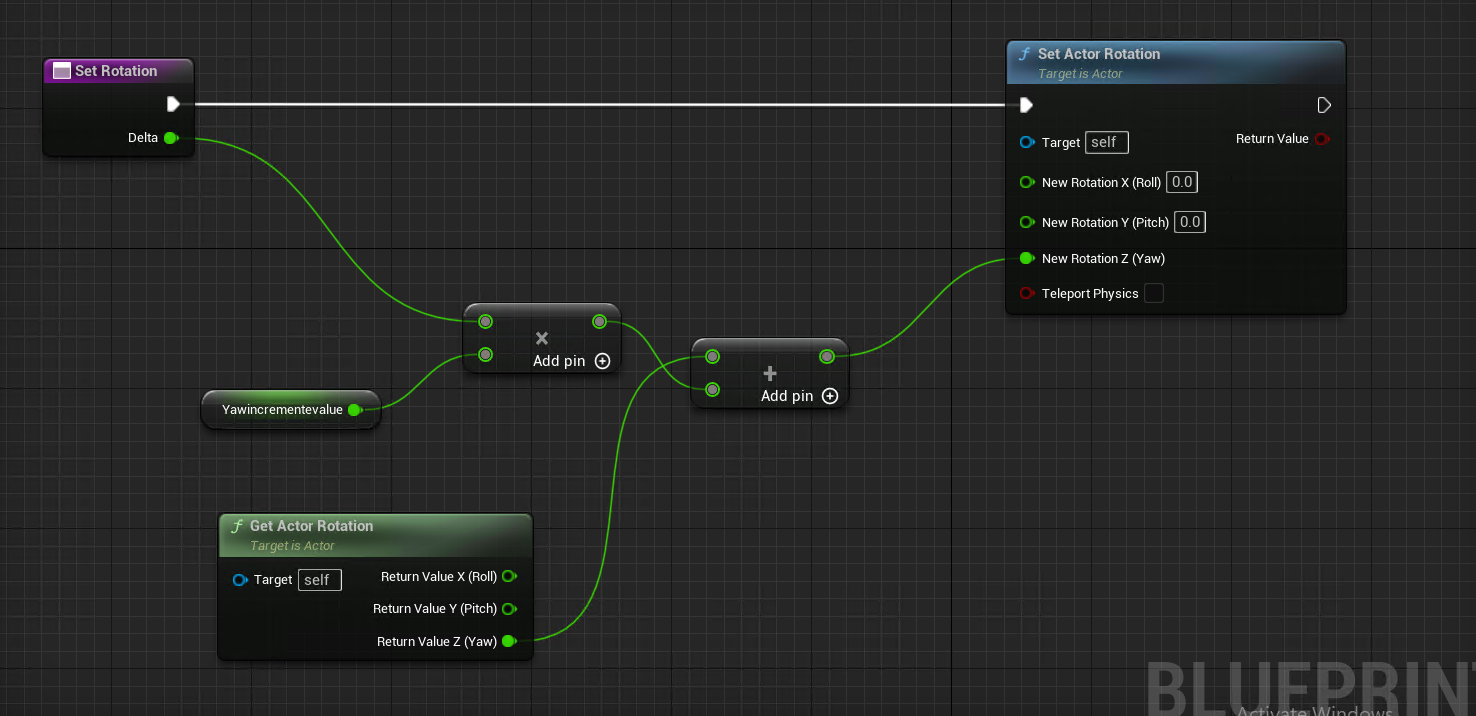 Set Rotation
Delta
Set Actor Rotation
Target is Actor
Target self
Return Value
New Rotation X (Roll) 0.0
New Rotation Y (Pitch) 0.0
New Rotation Z (Yaw)
Teleport Physics
×
Add pin
+
Add pin
Yawincrementevalue
Get Actor Rotation
Target is Actor
Target self
Return Value X (Roll)
Return Value Y (Pitch)
Return Value Z (Yaw)
BLUEPRINT
Activate Windows